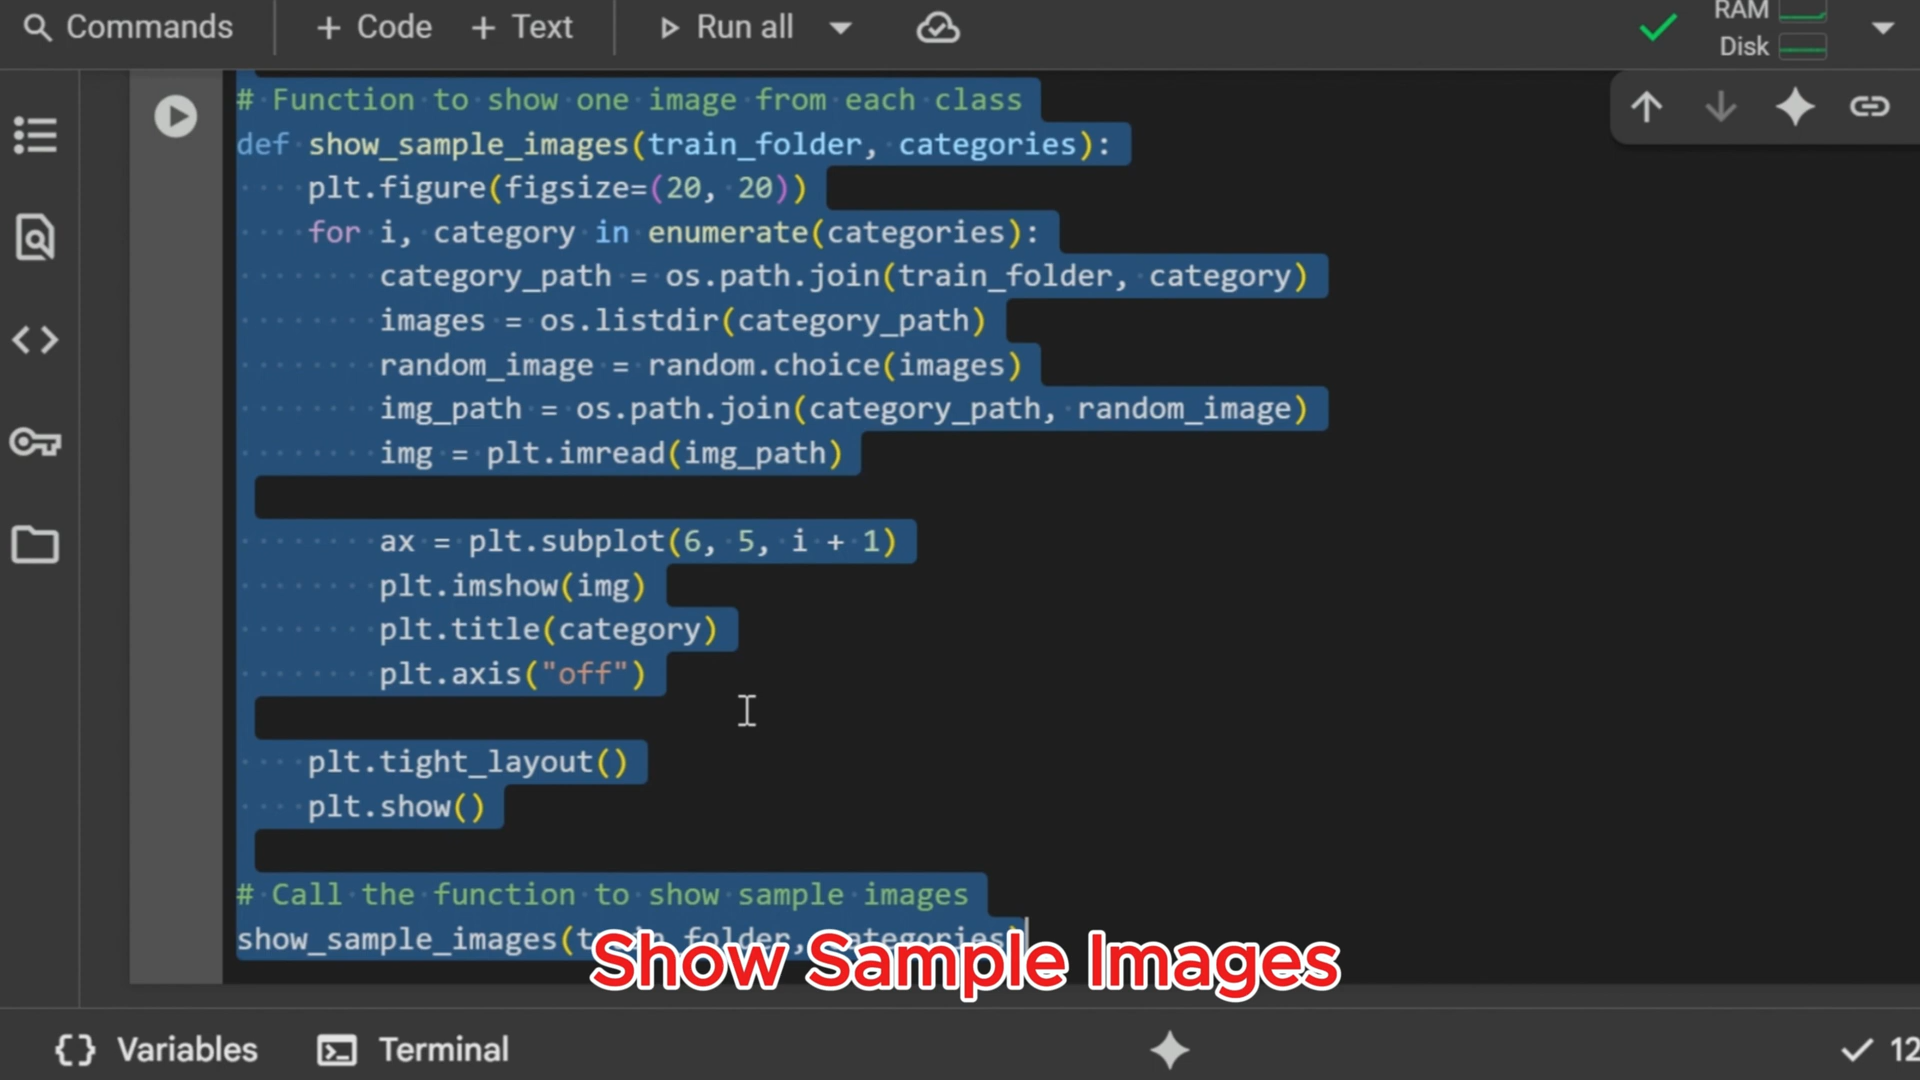 Commands + Code + Text Run all RAM
Disk
# Function to show one image from each class
def show_sample_images(train_folder, categories):
    plt.figure(figsize=(20, 20))
    for i, category in enumerate(categories):
        category_path = os.path.join(train_folder, category)
        images = os.listdir(category_path)
        random_image = random.choice(images)
        img_path = os.path.join(category_path, random_image)
        img = plt.imread(img_path)
        ax = plt.subplot(6, 5, i + 1)
        plt.imshow(img)
        plt.title(category)
        plt.axis("off")
    plt.tight_layout()
    plt.show()
# Call the function to show sample images
show_sample_images(train_folder, categories)
Show Sample Images
{} Variables Terminal 12